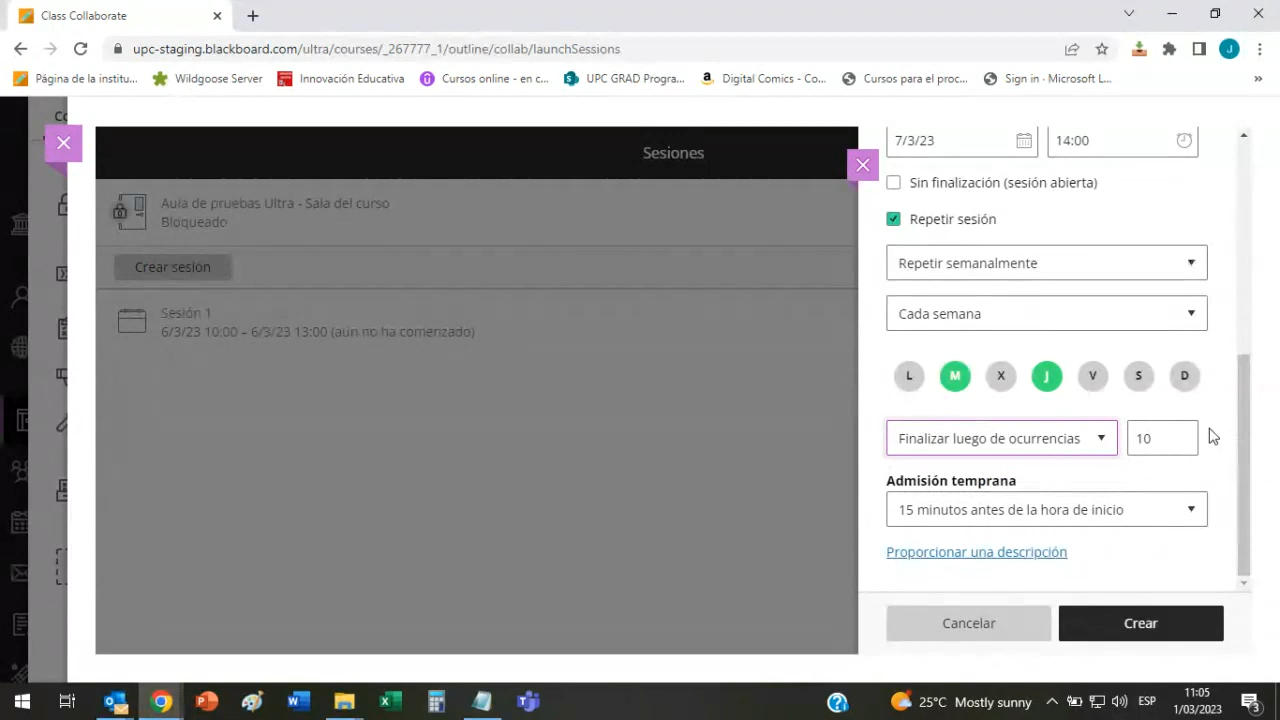 Class Collaborate
upc-staging.blackboard.com/ultra/courses/_267777_1/outline/collab/launchSessions
J
Página de la institu...
Wildgoose Server
Innovación Educativa
Cursos online - en c...
UPC GRAD Progra...
Digital Comics - Co...
Cursos para el proc...
Sign in · Microsoft L...
»
Co
Sesiones
7/3/23
14:00
Sin finalización (sesión abierta)
Aula de pruebas Ultra - Sala del curso
Bloqueado
Repetir sesión
Crear sesión
Repetir semanalmente
Sesión 1
6/3/23 10:00 – 6/3/23 13:00 (aún no ha comenzado)
Cada semana
L M X J V S D
Finalizar luego de ocurrencias
10
Admisión temprana
15 minutos antes de la hora de inicio
Proporcionar una descripción
Cancelar
Crear
25°C Mostly sunny
ESP
11:05
1/03/2023
3